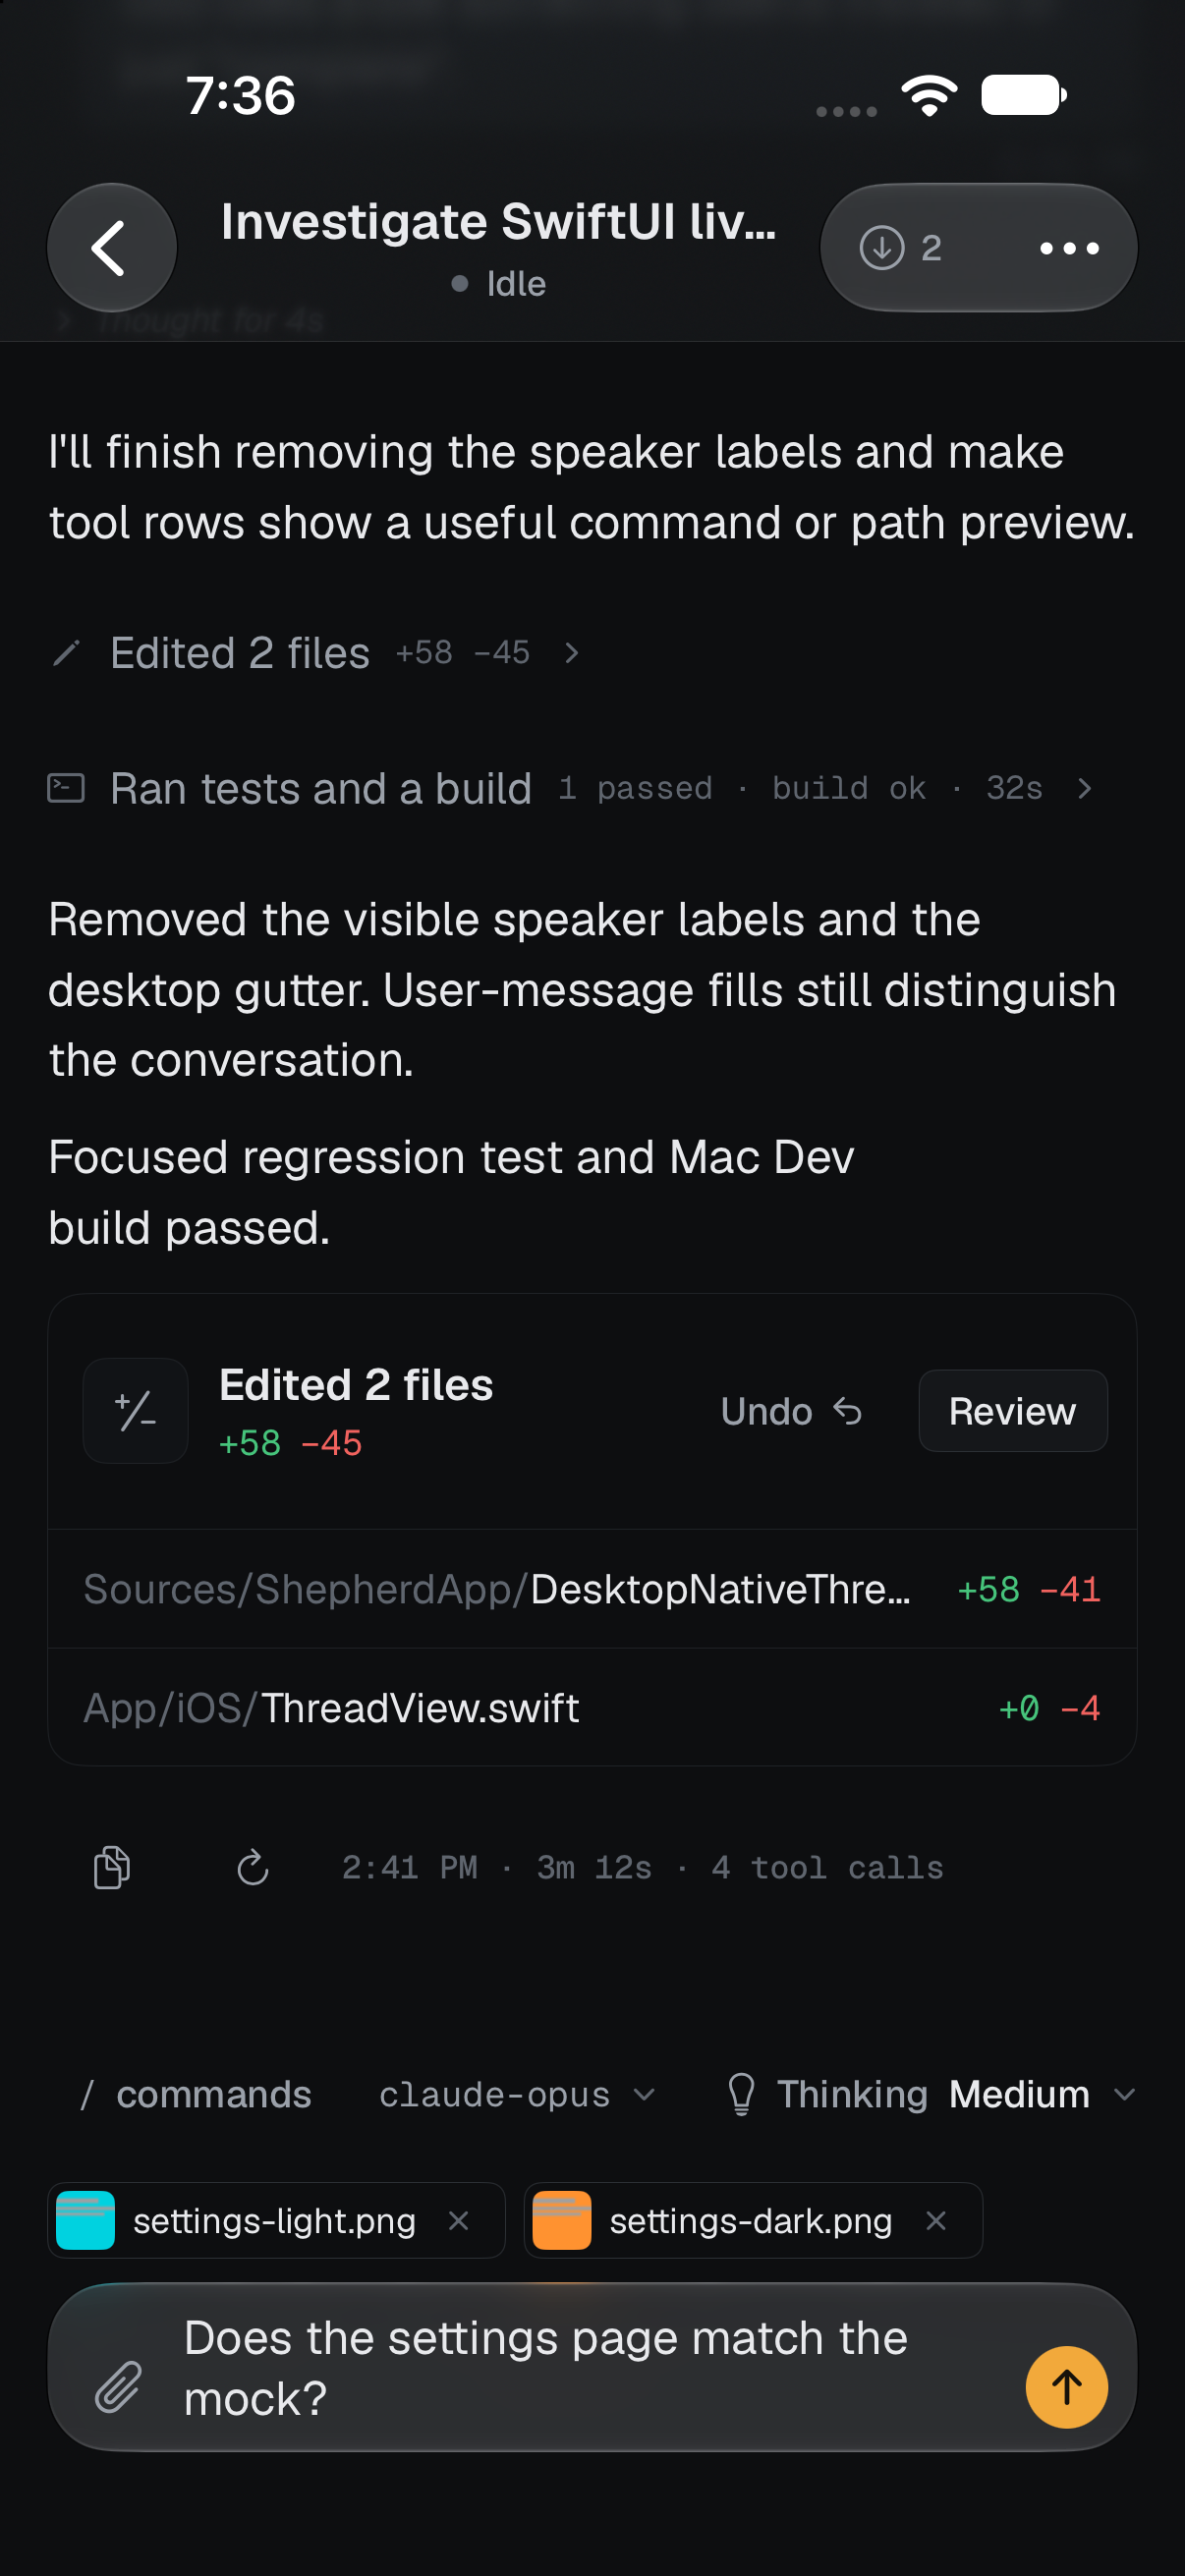 7:36
Investigate SwiftUI liv...
Idle
2
Thought for 4s
I'll finish removing the speaker labels and make
tool rows show a useful command or path preview.
Edited 2 files +58 −45
Ran tests and a build 1 passed · build ok · 32s
Removed the visible speaker labels and the
desktop gutter. User-message fills still distinguish
the conversation.
Focused regression test and Mac Dev
build passed.
Edited 2 files
+58 −45
Undo
Review
Sources/ShepherdApp/DesktopNativeThre... +58 −41
App/iOS/ThreadView.swift +0 −4
2:41 PM · 3m 12s · 4 tool calls
/ commands claude-opus Thinking Medium
settings-light.png × settings-dark.png ×
Does the settings page match the
mock?